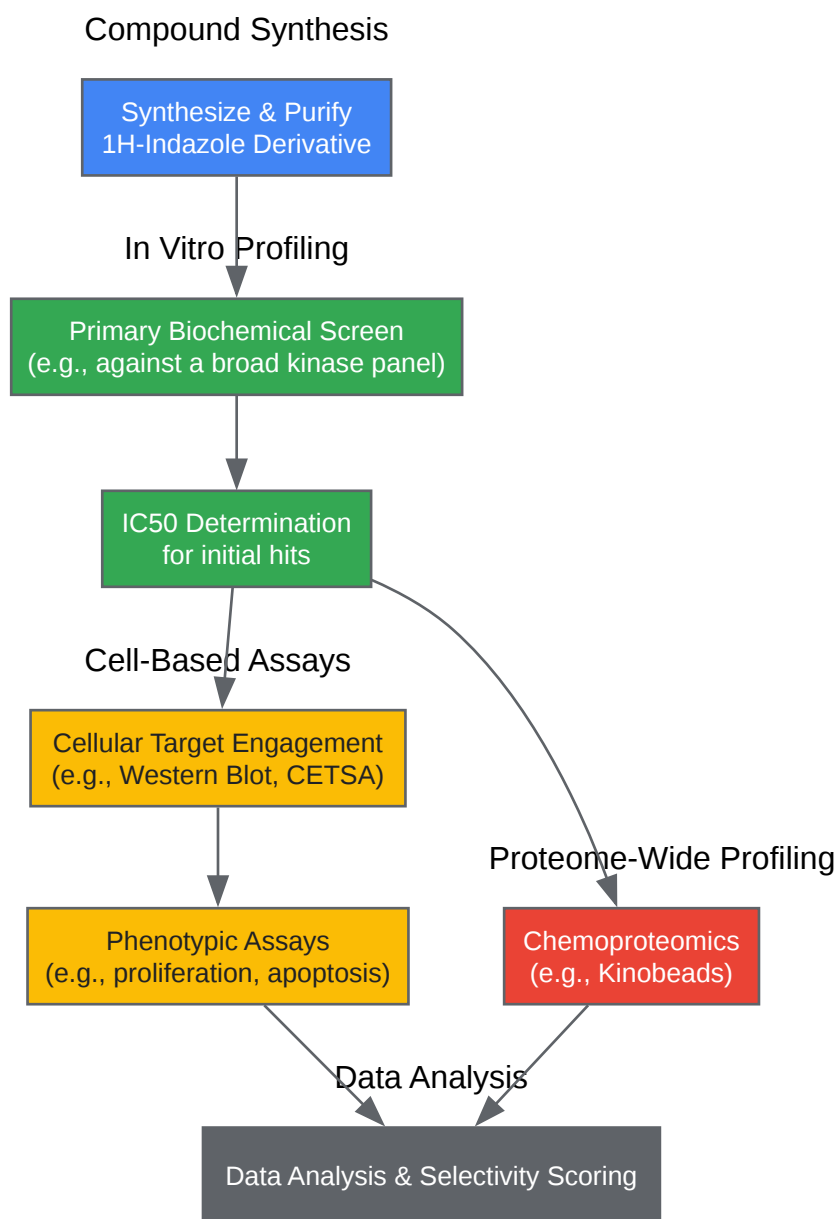 Compound Synthesis
Synthesize & Purify
1H-Indazole Derivative
In Vitro Profiling
Primary Biochemical Screen
(e.g., against a broad kinase panel)
IC50 Determination
for initial hits
Cell-Based Assays
Cellular Target Engagement
(e.g., Western Blot, CETSA)
Proteome-Wide Profiling
Phenotypic Assays
(e.g., proliferation, apoptosis)
Chemoproteomics
(e.g., Kinobeads)
Data Analysis
Data Analysis & Selectivity Scoring